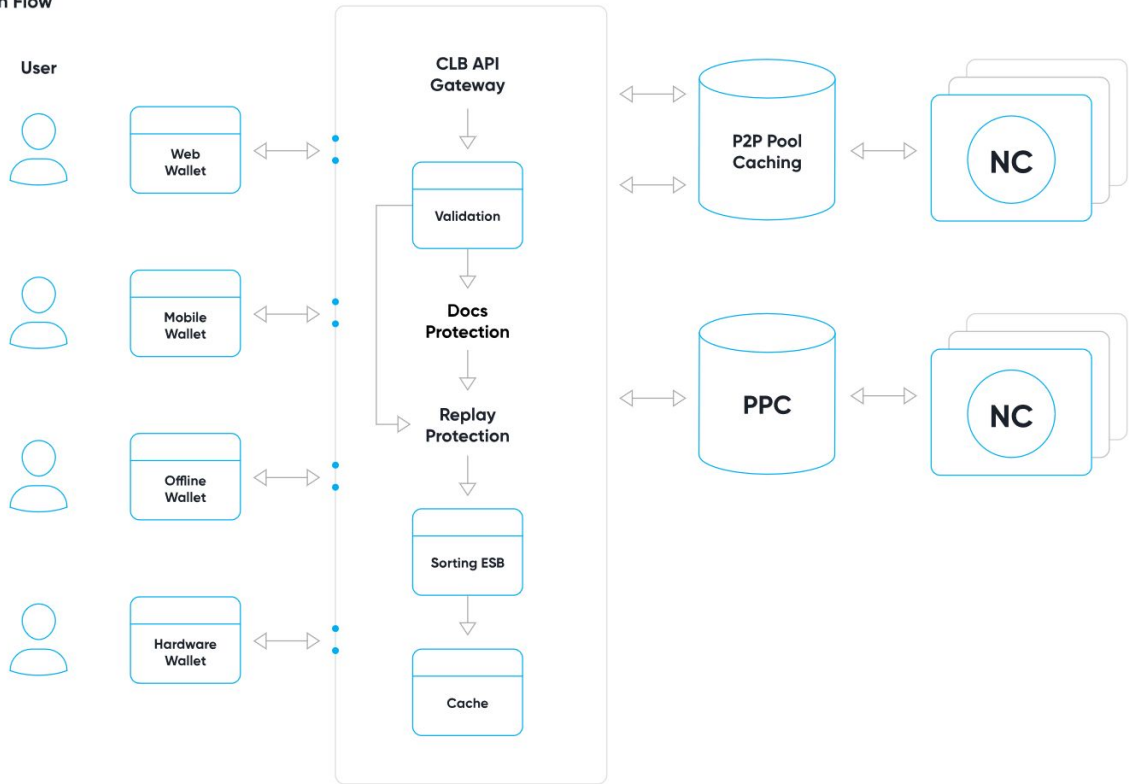 n Flow
User
Web
Wallet
Mobile
Wallet
Offline
Wallet
Hardware
Wallet
CLB API
Gateway
Validation
Docs
Protection
Replay
Protection
Sorting ESB
Cache
P2P Pool
Caching
NC
PPC
NC